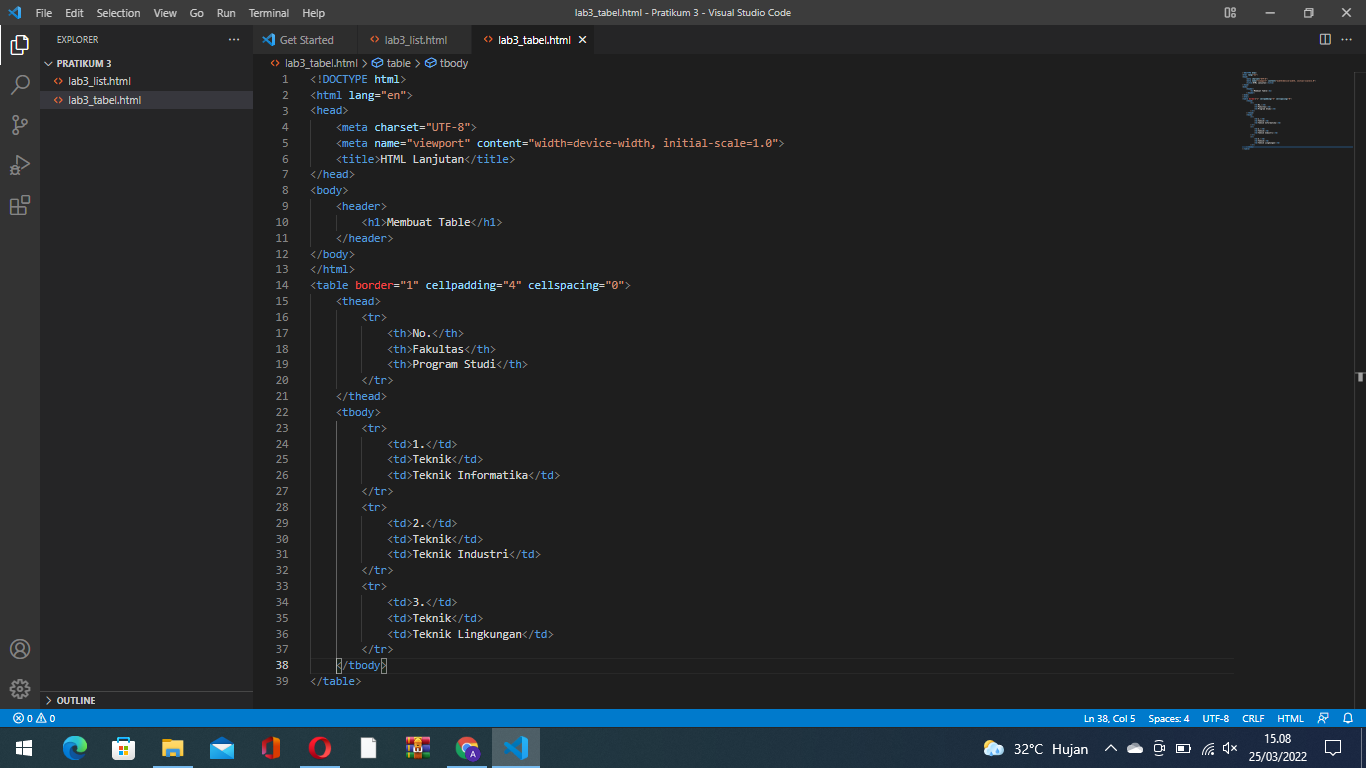 File Edit Selection View Go Run Terminal Help
lab3_tabel.html - Pratikum 3 - Visual Studio Code
EXPLORER
PRATIKUM 3
lab3_list.html
lab3_tabel.html
OUTLINE
Get Started
lab3_list.html
lab3_tabel.html
lab3_tabel.html > table > tbody
1 <!DOCTYPE html>
2 <html lang="en">
3 <head>
4 <meta charset="UTF-8">
5 <meta name="viewport" content="width=device-width, initial-scale=1.0">
6 <title>HTML Lanjutan</title>
7 </head>
8 <body>
9 <header>
10 <h1>Membuat Table</h1>
11 </header>
12 </body>
13 </html>
14 <table border="1" cellpadding="4" cellspacing="0">
15 <thead>
16 <tr>
17 <th>No.</th>
18 <th>Fakultas</th>
19 <th>Program Studi</th>
20 </tr>
21 </thead>
22 <tbody>
23 <tr>
24 <td>1.</td>
25 <td>Teknik</td>
26 <td>Teknik Informatika</td>
27 </tr>
28 <tr>
29 <td>2.</td>
30 <td>Teknik</td>
31 <td>Teknik Industri</td>
32 </tr>
33 <tr>
34 <td>3.</td>
35 <td>Teknik</td>
36 <td>Teknik Lingkungan</td>
37 </tr>
38 </tbody>
39 </table>
0 0
Ln 38, Col 5 Spaces: 4 UTF-8 CRLF HTML
A
32°C Hujan
15.08
25/03/2022